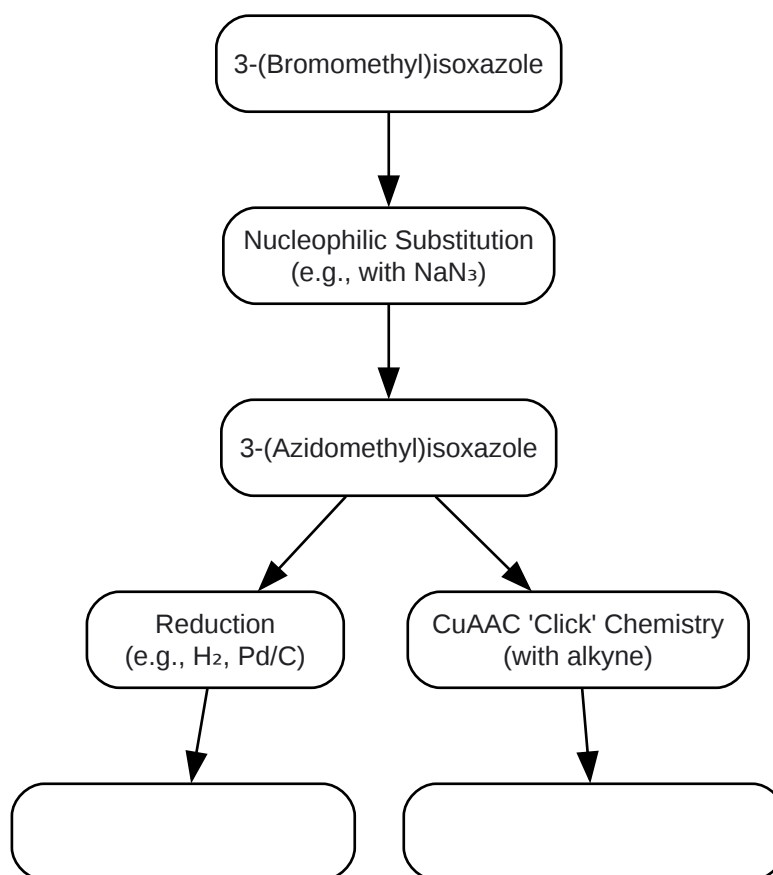 3-(Bromomethyl)isoxazole
Nucleophilic Substitution
(e.g., with NaN₃)
3-(Azidomethyl)isoxazole
Reduction
(e.g., H₂, Pd/C)
CuAAC 'Click' Chemistry
(with alkyne)